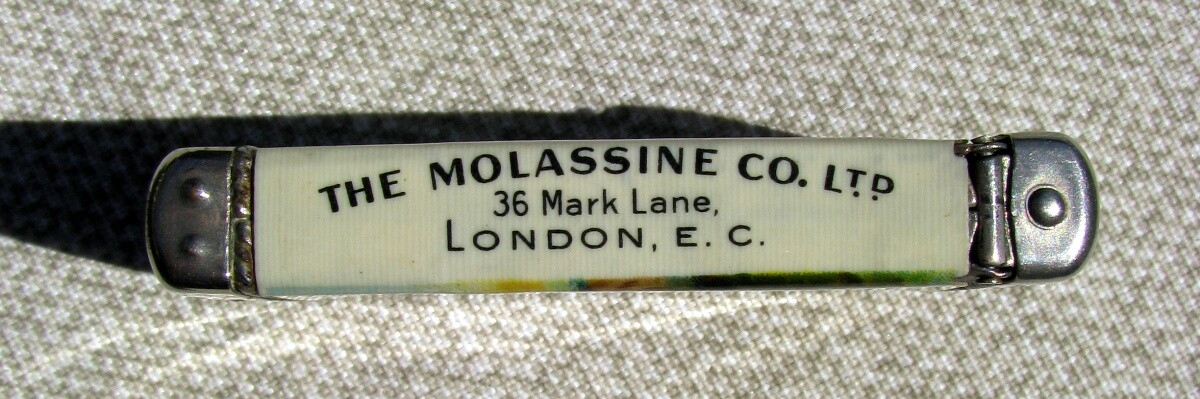 THE MOLASSINE CO. LTD
36 Mark Lane,
LONDON, E. C.